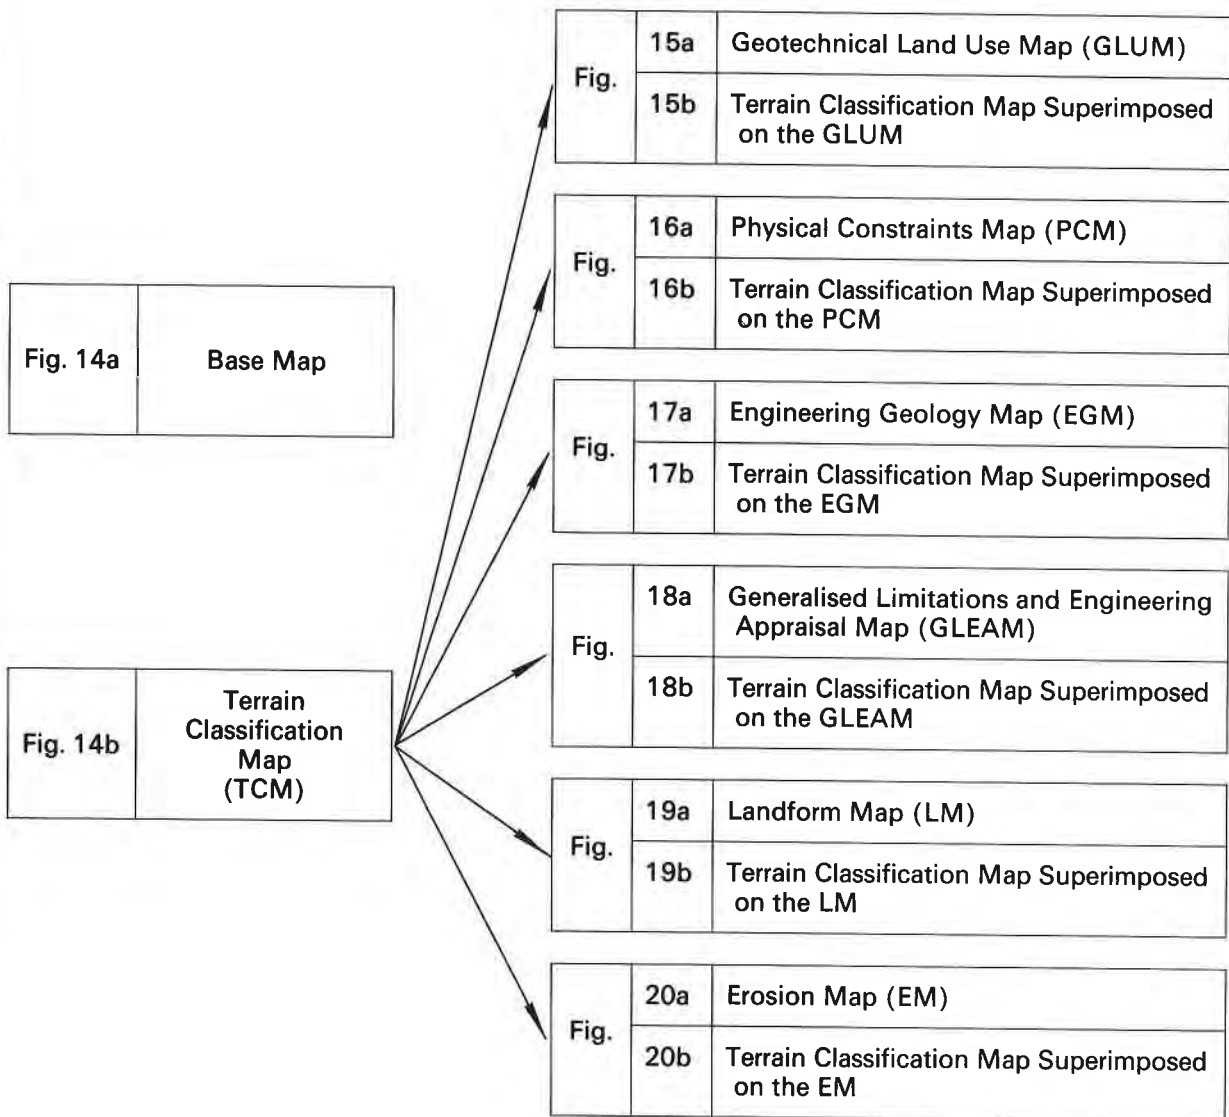 Fig. 14a
Base Map
Fig. 14b
Terrain
Classification
Map
(TCM)
Fig.
15a
Geotechnical Land Use Map (GLUM)
15b
Terrain Classification Map Superimposed
on the GLUM
Fig.
16a
Physical Constraints Map (PCM)
16b
Terrain Classification Map Superimposed
on the PCM
Fig.
17a
Engineering Geology Map (EGM)
17b
Terrain Classification Map Superimposed
on the EGM
Fig.
18a
Generalised Limitations and Engineering
Appraisal Map (GLEAM)
18b
Terrain Classification Map Superimposed
on the GLEAM
Fig.
19a
Landform Map (LM)
19b
Terrain Classification Map Superimposed
on the LM
Fig.
20a
Erosion Map (EM)
20b
Terrain Classification Map Superimposed
on the EM